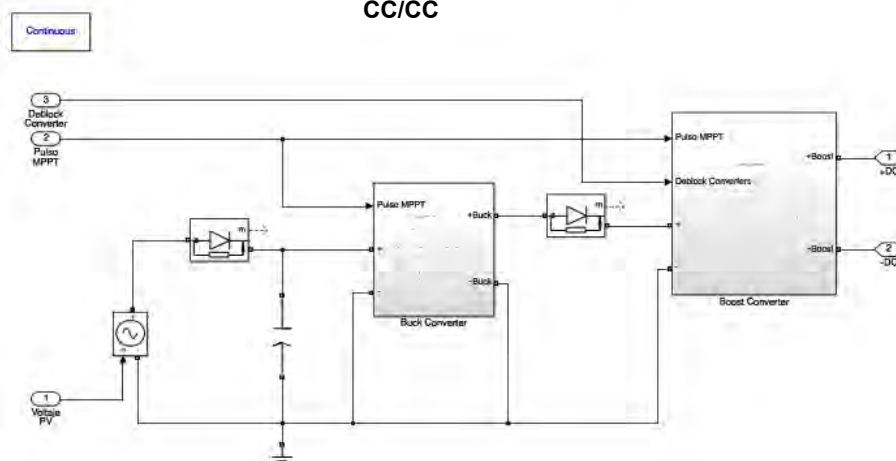 CC/CC
Continuous
3
Deblock
Converter
2
Pulso
MPPT
Pulso MPPT
Deblock Converters
+
-
+Boost
-Boost
Boost Converter
1
+DC
2
-DC
m
Pulso MPPT
+
-
+Buck
-Buck
Buck Converter
m
1
Voltaje
PV